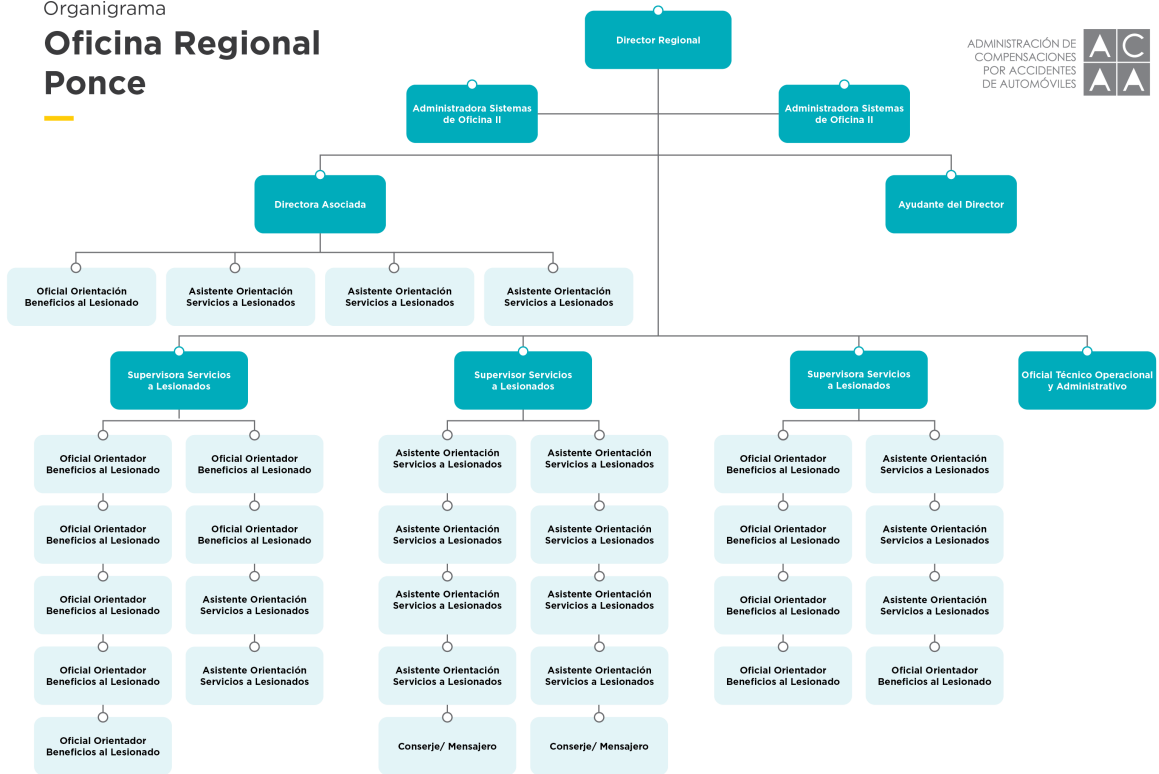 Organigrama
Oficina Regional
Ponce
Director Regional
ADMINISTRACIÓN DE
COMPENSACIONES
POR ACCIDENTES
DE AUTOMÓVILES
AC
AA
Administradora Sistemas
de Oficina II
Administradora Sistemas
de Oficina II
Directora Asociada
Ayudante del Director
Oficial Orientación
Beneficios al Lesionado
Asistente Orientación
Servicios a Lesionados
Asistente Orientación
Servicios a Lesionados
Asistente Orientación
Servicios a Lesionados
Supervisora Servicios
a Lesionados
Supervisor Servicios
a Lesionados
Supervisora Servicios
a Lesionados
Oficial Técnico Operacional
y Administrativo
Oficial Orientador
Beneficios al Lesionado
Oficial Orientador
Beneficios al Lesionado
Asistente Orientación
Servicios a Lesionados
Asistente Orientación
Servicios a Lesionados
Oficial Orientador
Beneficios al Lesionado
Asistente Orientación
Servicios a Lesionados
Oficial Orientador
Beneficios al Lesionado
Oficial Orientador
Beneficios al Lesionado
Asistente Orientación
Servicios a Lesionados
Asistente Orientación
Servicios a Lesionados
Oficial Orientador
Beneficios al Lesionado
Asistente Orientación
Servicios a Lesionados
Oficial Orientador
Beneficios al Lesionado
Asistente Orientación
Servicios a Lesionados
Asistente Orientación
Servicios a Lesionados
Asistente Orientación
Servicios a Lesionados
Oficial Orientador
Beneficios al Lesionado
Asistente Orientación
Servicios a Lesionados
Oficial Orientador
Beneficios al Lesionado
Asistente Orientación
Servicios a Lesionados
Asistente Orientación
Servicios a Lesionados
Asistente Orientación
Servicios a Lesionados
Oficial Orientador
Beneficios al Lesionado
Oficial Orientador
Beneficios al Lesionado
Oficial Orientador
Beneficios al Lesionado
Conserje/ Mensajero
Conserje/ Mensajero